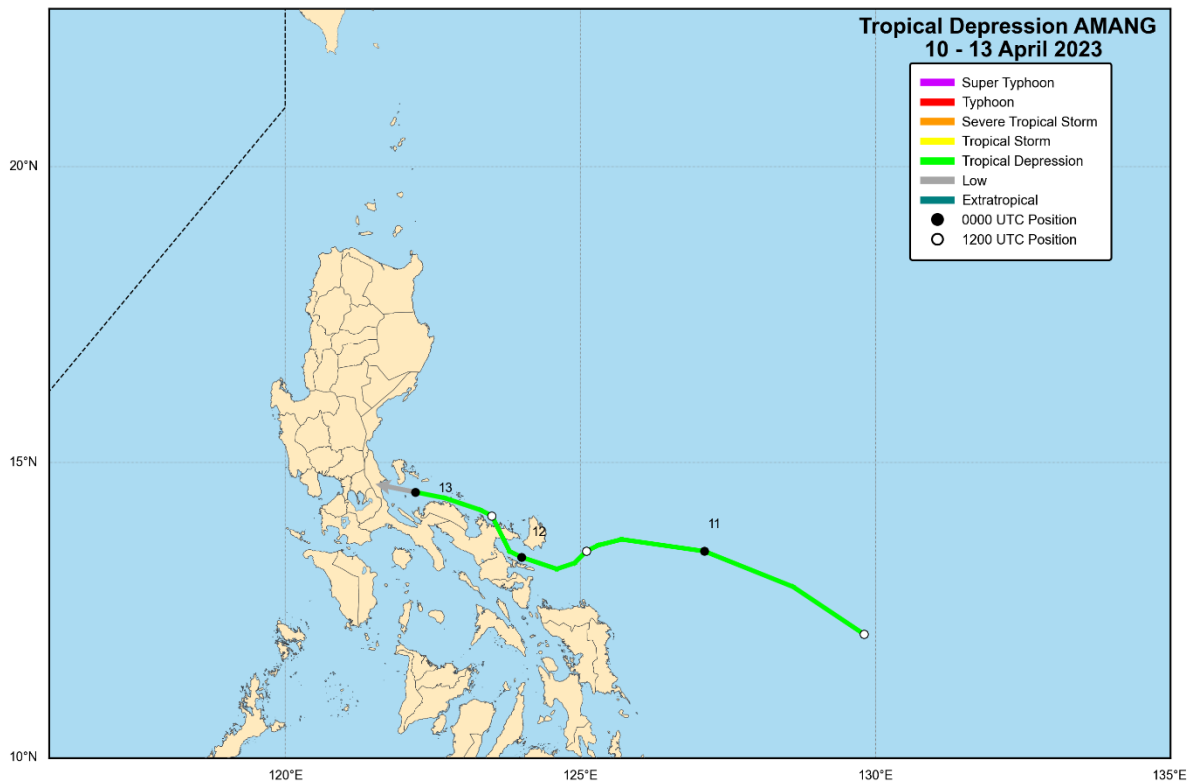 Tropical Depression AMANG
10 - 13 April 2023
Super Typhoon
Typhoon
Severe Tropical Storm
Tropical Storm
Tropical Depression
Low
Extratropical
0000 UTC Position
1200 UTC Position
20°N
15°N
10°N
13
12
11
120°E
125°E
130°E
135°E